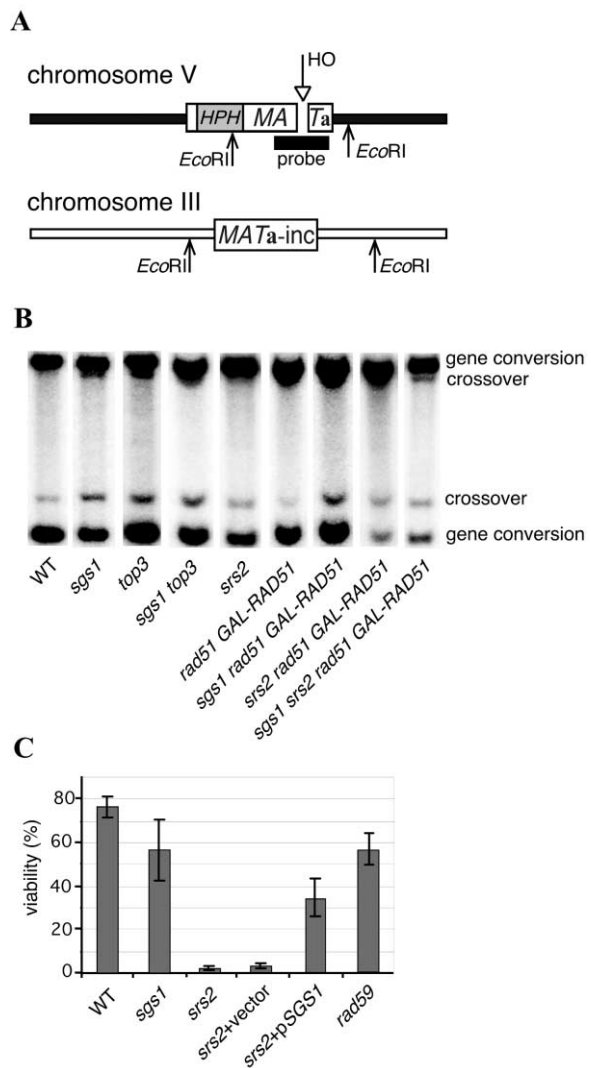 A
chromosome V
HO
HPH
MA
Ta
EcoRI
probe
EcoRI
chromosome III
MATa-inc
EcoRI
EcoRI
B
gene conversion
crossover
crossover
gene conversion
WT
sgs1
top3
sgs1 top3
srs2
rad51 GAL-RAD51
sgs1 rad51 GAL-RAD51
srs2 rad51 GAL-RAD51
sgs1 srs2 rad51 GAL-RAD51
C
viability (%)
80
60
40
20
0
WT
sgs1
srs2
srs2+vector
srs2+pSGS1
rad59